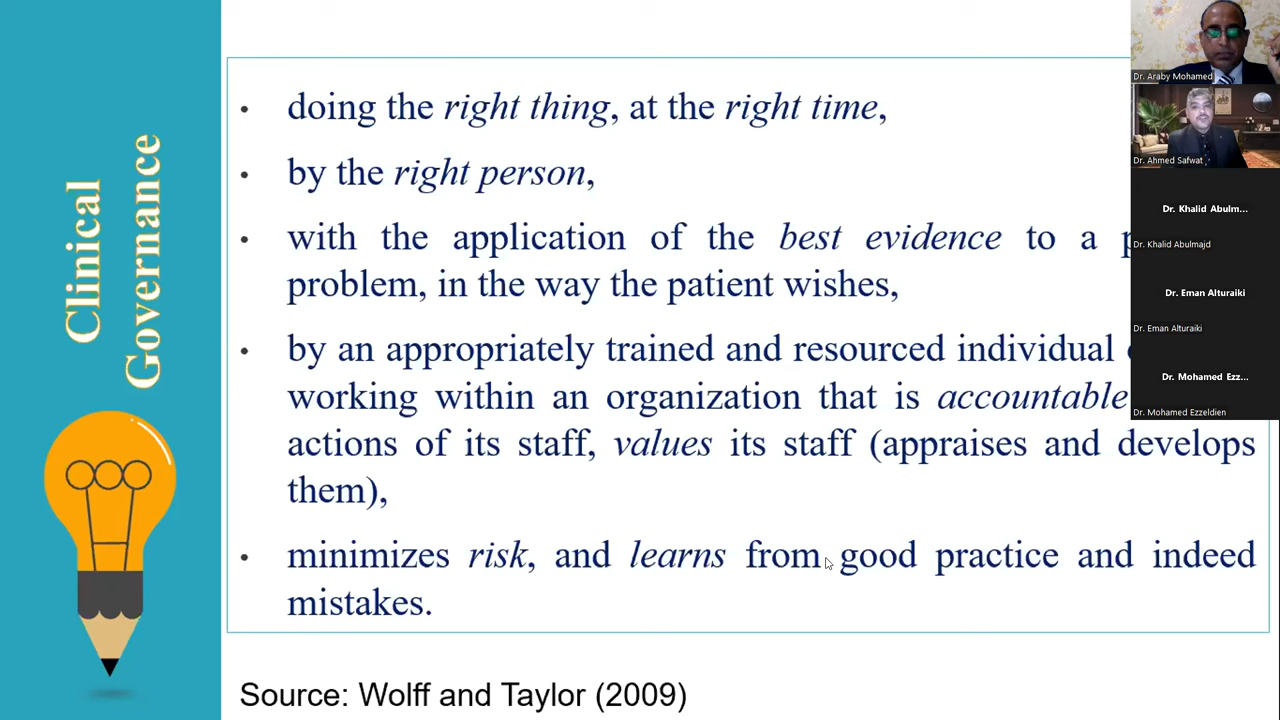 Clinical
Governance
• doing the right thing, at the right time,
• by the right person,
• with the application of the best evidence to a
problem, in the way the patient wishes,
• by an appropriately trained and resourced individual
working within an organization that is accountable
actions of its staff, values its staff (appraises and develops
them),
• minimizes risk, and learns from good practice and indeed
mistakes.
Source: Wolff and Taylor (2009)
Dr. Araby Mohamed
Dr. Ahmed Safwat
Dr. Khalid Abulm...
Dr. Khalid Abulmajd
Dr. Eman Alturaiki
Dr. Eman Alturaiki
Dr. Mohamed Ezz...
Dr. Mohamed Ezzeldien